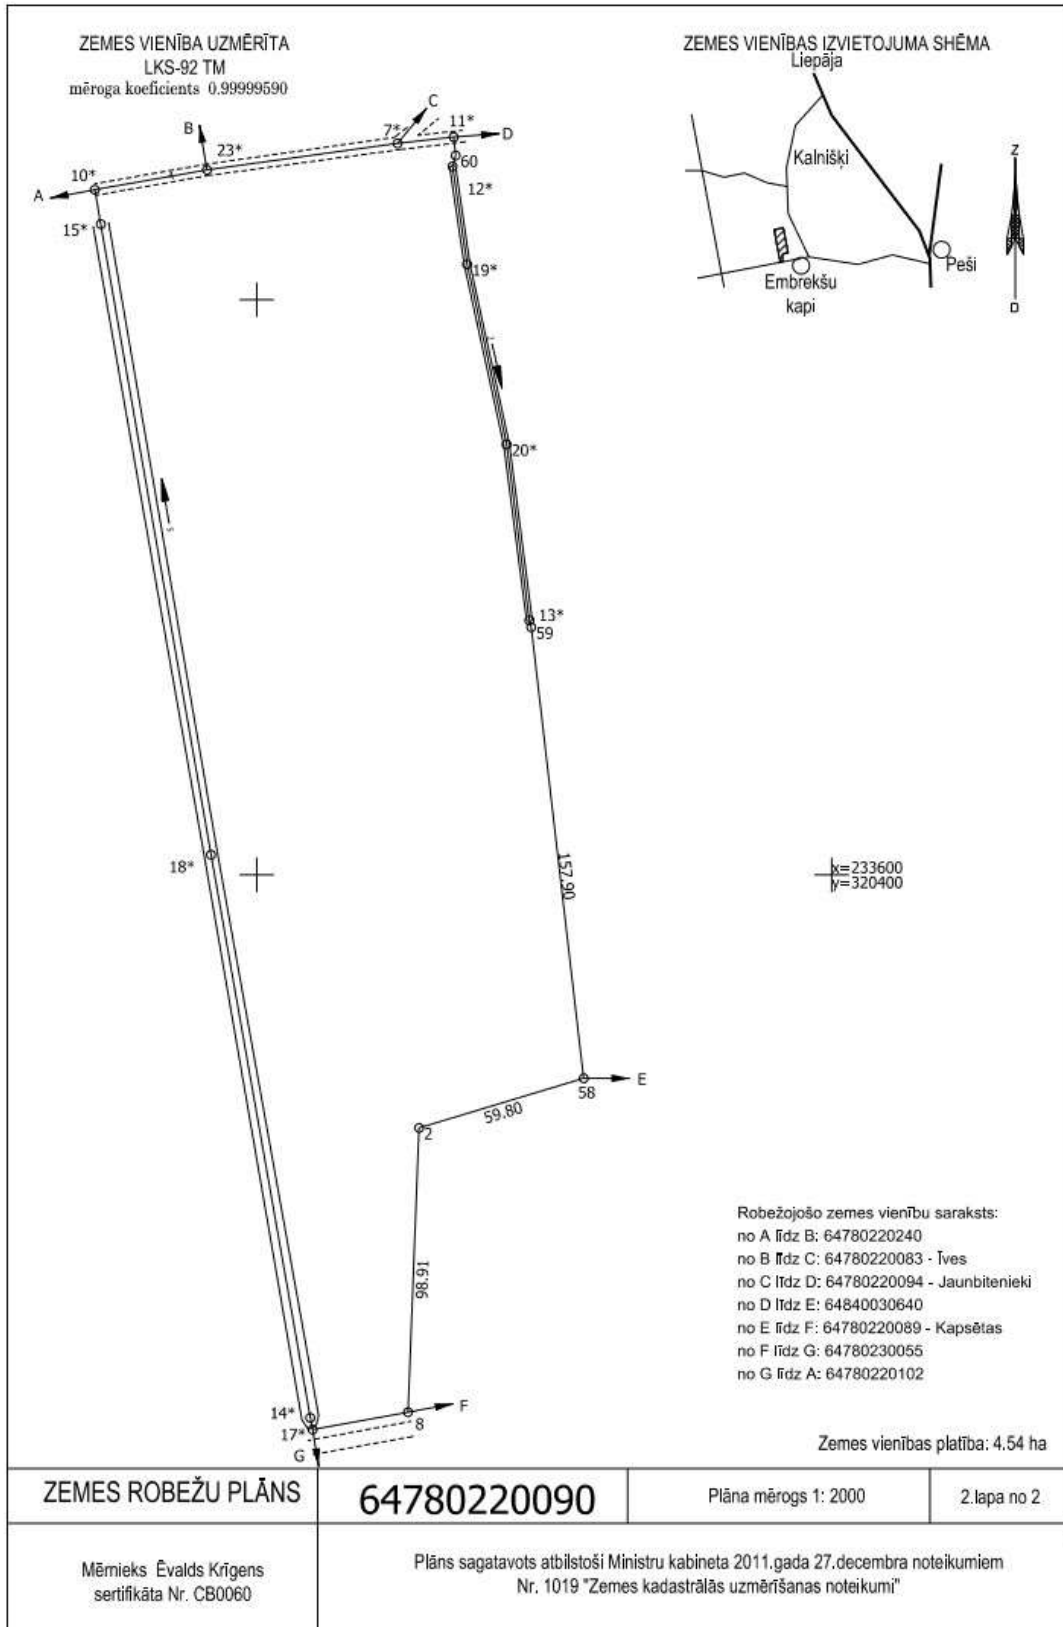 ZEMES VIENĪBA UZMĒRĪTA
LKS-92 TM
mēroga koeficients 0.99999590
ZEMES VIENĪBAS IZVIETOJUMA SHĒMA
Liepāja
Kalnišķi
Peši
Embrekšu
kapi
Z
D
C
B
7*
11*
D
23*
60
10*
12*
A
15*
19*
20*
13*
59
18*
157.90
x=233600
y=320400
E
58
59.80
2
98.91
14*
17*
8
F
G
Robežojošo zemes vienību saraksts:
no A līdz B: 64780220240
no B līdz C: 64780220083 - Īves
no C līdz D: 64780220094 - Jaunbitenieki
no D līdz E: 64840030640
no E līdz F: 64780220089 - Kapsētas
no F līdz G: 64780230055
no G līdz A: 64780220102
Zemes vienības platība: 4.54 ha
ZEMES ROBEŽU PLĀNS
64780220090
Plāna mērogs 1: 2000
2.lapa no 2
Mērnieks Ēvalds Krīgens
sertifikāta Nr. CB0060
Plāns sagatavots atbilstoši Ministru kabineta 2011.gada 27.decembra noteikumiem
Nr. 1019 "Zemes kadastrālās uzmērīšanas noteikumi"